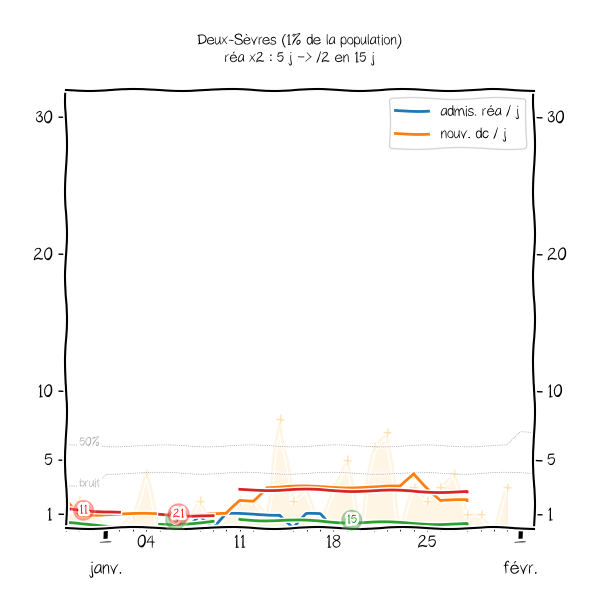 Deux-Sèvres (1% de la population)
réa x2 : 5 j -> /2 en 15 j
admis. réa / j
nouv. dc / j
30
30
20
20
10
10
50%
5
5
bruit
1
11
21
15
1
04
11
18
25
janv.
févr.